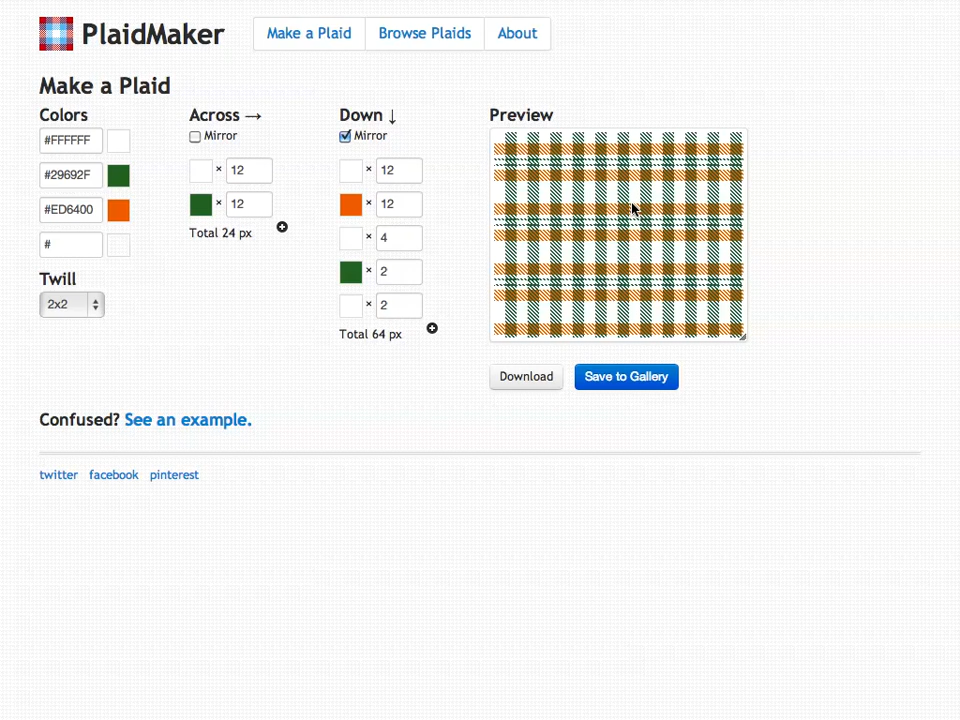 PlaidMaker
Make a Plaid Browse Plaids About
Make a Plaid
Colors
#FFFFFF
#29692F
#ED6400
#
Twill
2x2
Across →
Mirror
× 12
× 12
Total 24 px
Down ↓
Mirror
× 12
× 12
× 4
× 2
× 2
Total 64 px
Preview
Download Save to Gallery
Confused? See an example.
twitter facebook pinterest